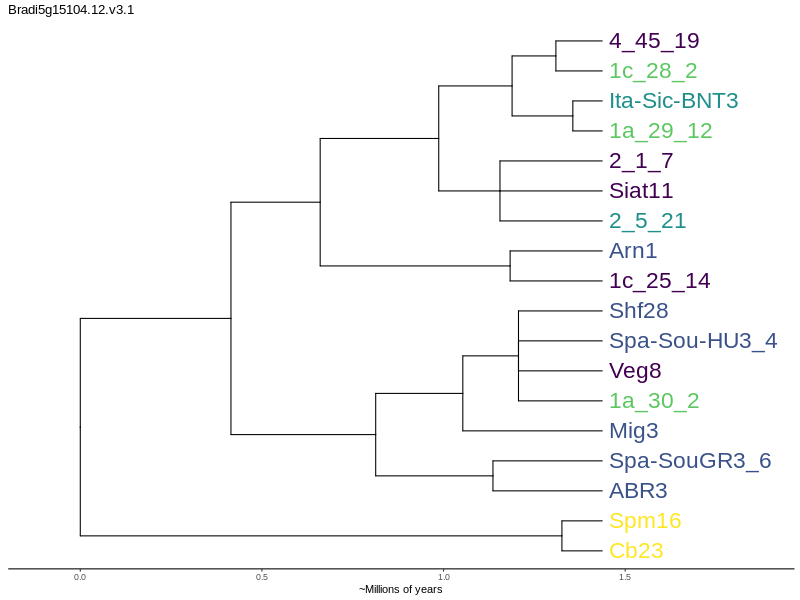 Bradi5g15104.12.v3.1
4_45_19
1c_28_2
Ita-Sic-BNT3
1a_29_12
2_1_7
Siat11
2_5_21
Arn1
1c_25_14
Shf28
Spa-Sou-HU3_4
Veg8
1a_30_2
Mig3
Spa-SouGR3_6
ABR3
Spm16
Cb23
0.0 0.5 1.0 1.5
~Millions of years